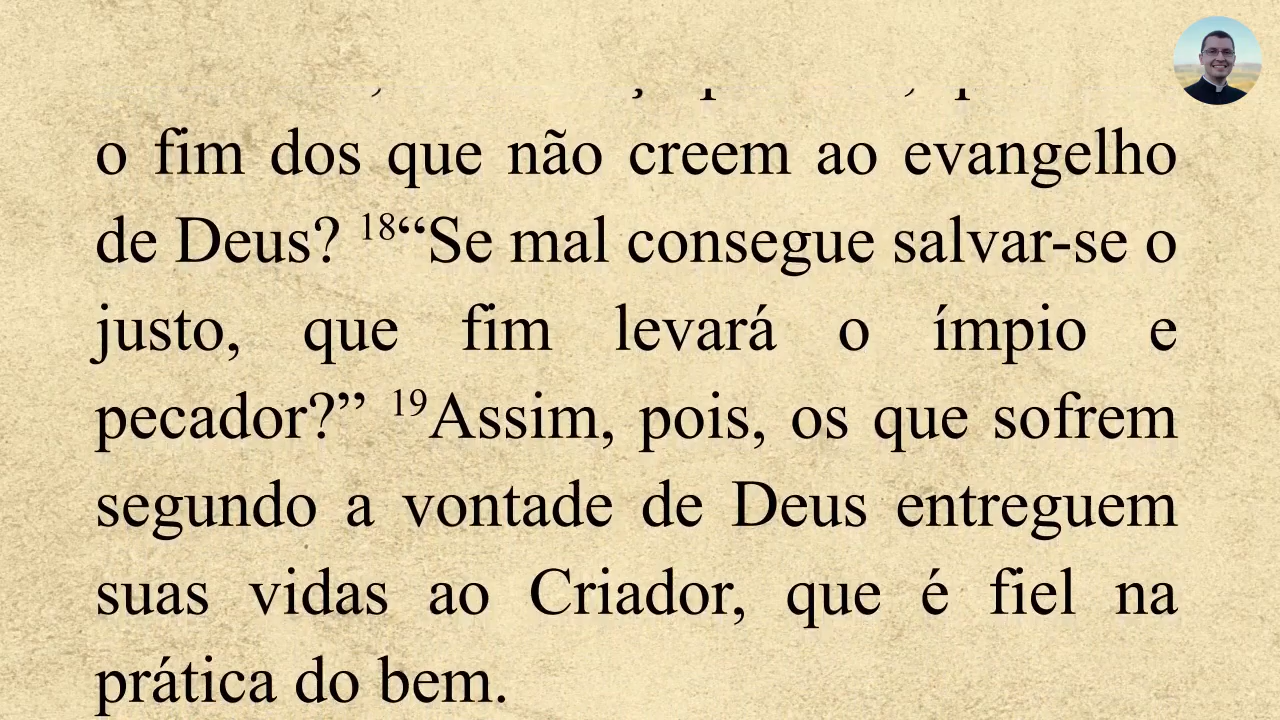 o fim dos que não creem ao evangelho
de Deus? ¹⁸“Se mal consegue salvar-se o
justo, que fim levará o ímpio e
pecador?” ¹⁹Assim, pois, os que sofrem
segundo a vontade de Deus entreguem
suas vidas ao Criador, que é fiel na
prática do bem.